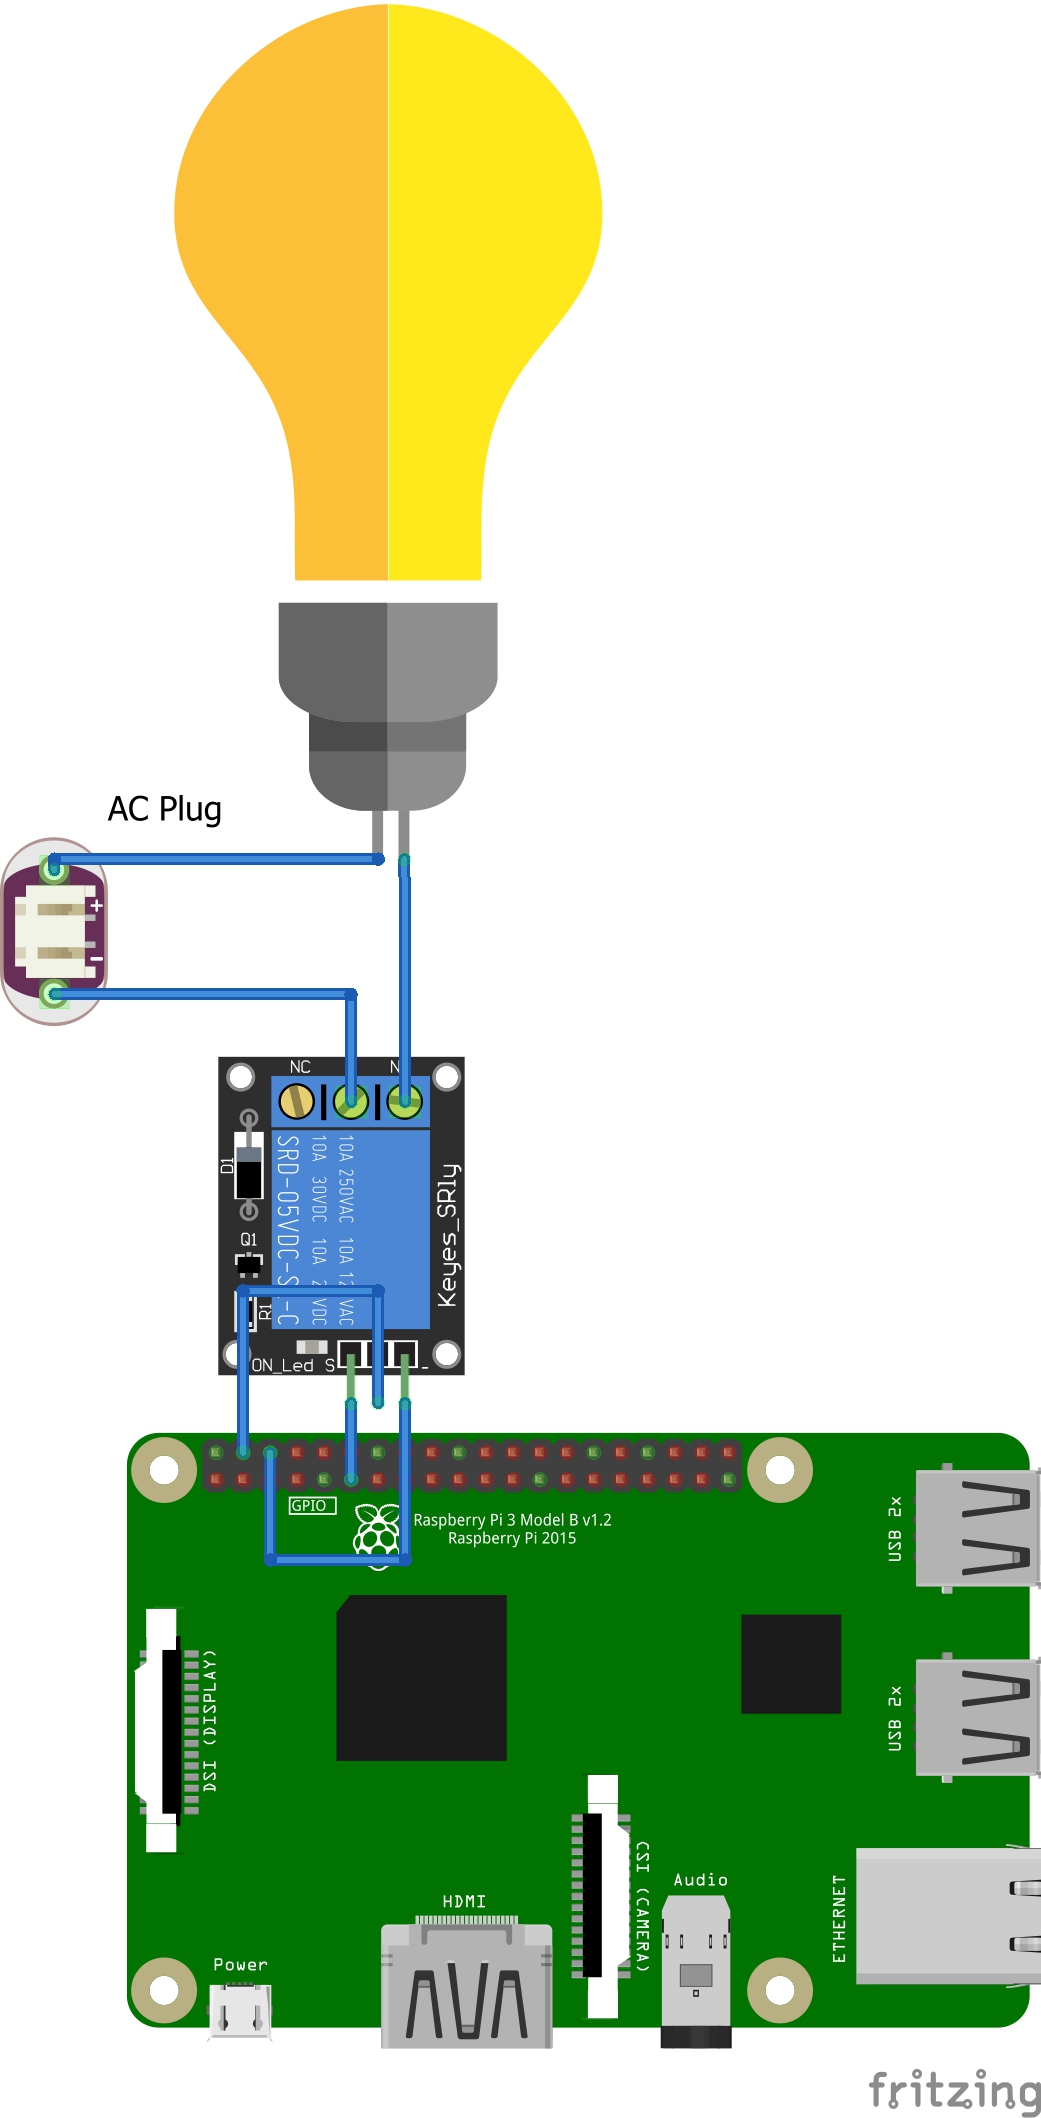 AC Plug
+
-
NC
N
D1
SRD-05VDC-S
-C
10A 30VDC 10A 2
VDC
10A 250VAC 10A 12
VAC
Keyes_SRly
Q1
R1
ON_Led S
-
GPIO
Raspberry Pi 3 Model B v1.2
Raspberry Pi 2015
USB 2x
USB 2x
DSI (DISPLAY)
CSI (CAMERA)
Audio
ETHERNET
HDMI
Power
fritzing